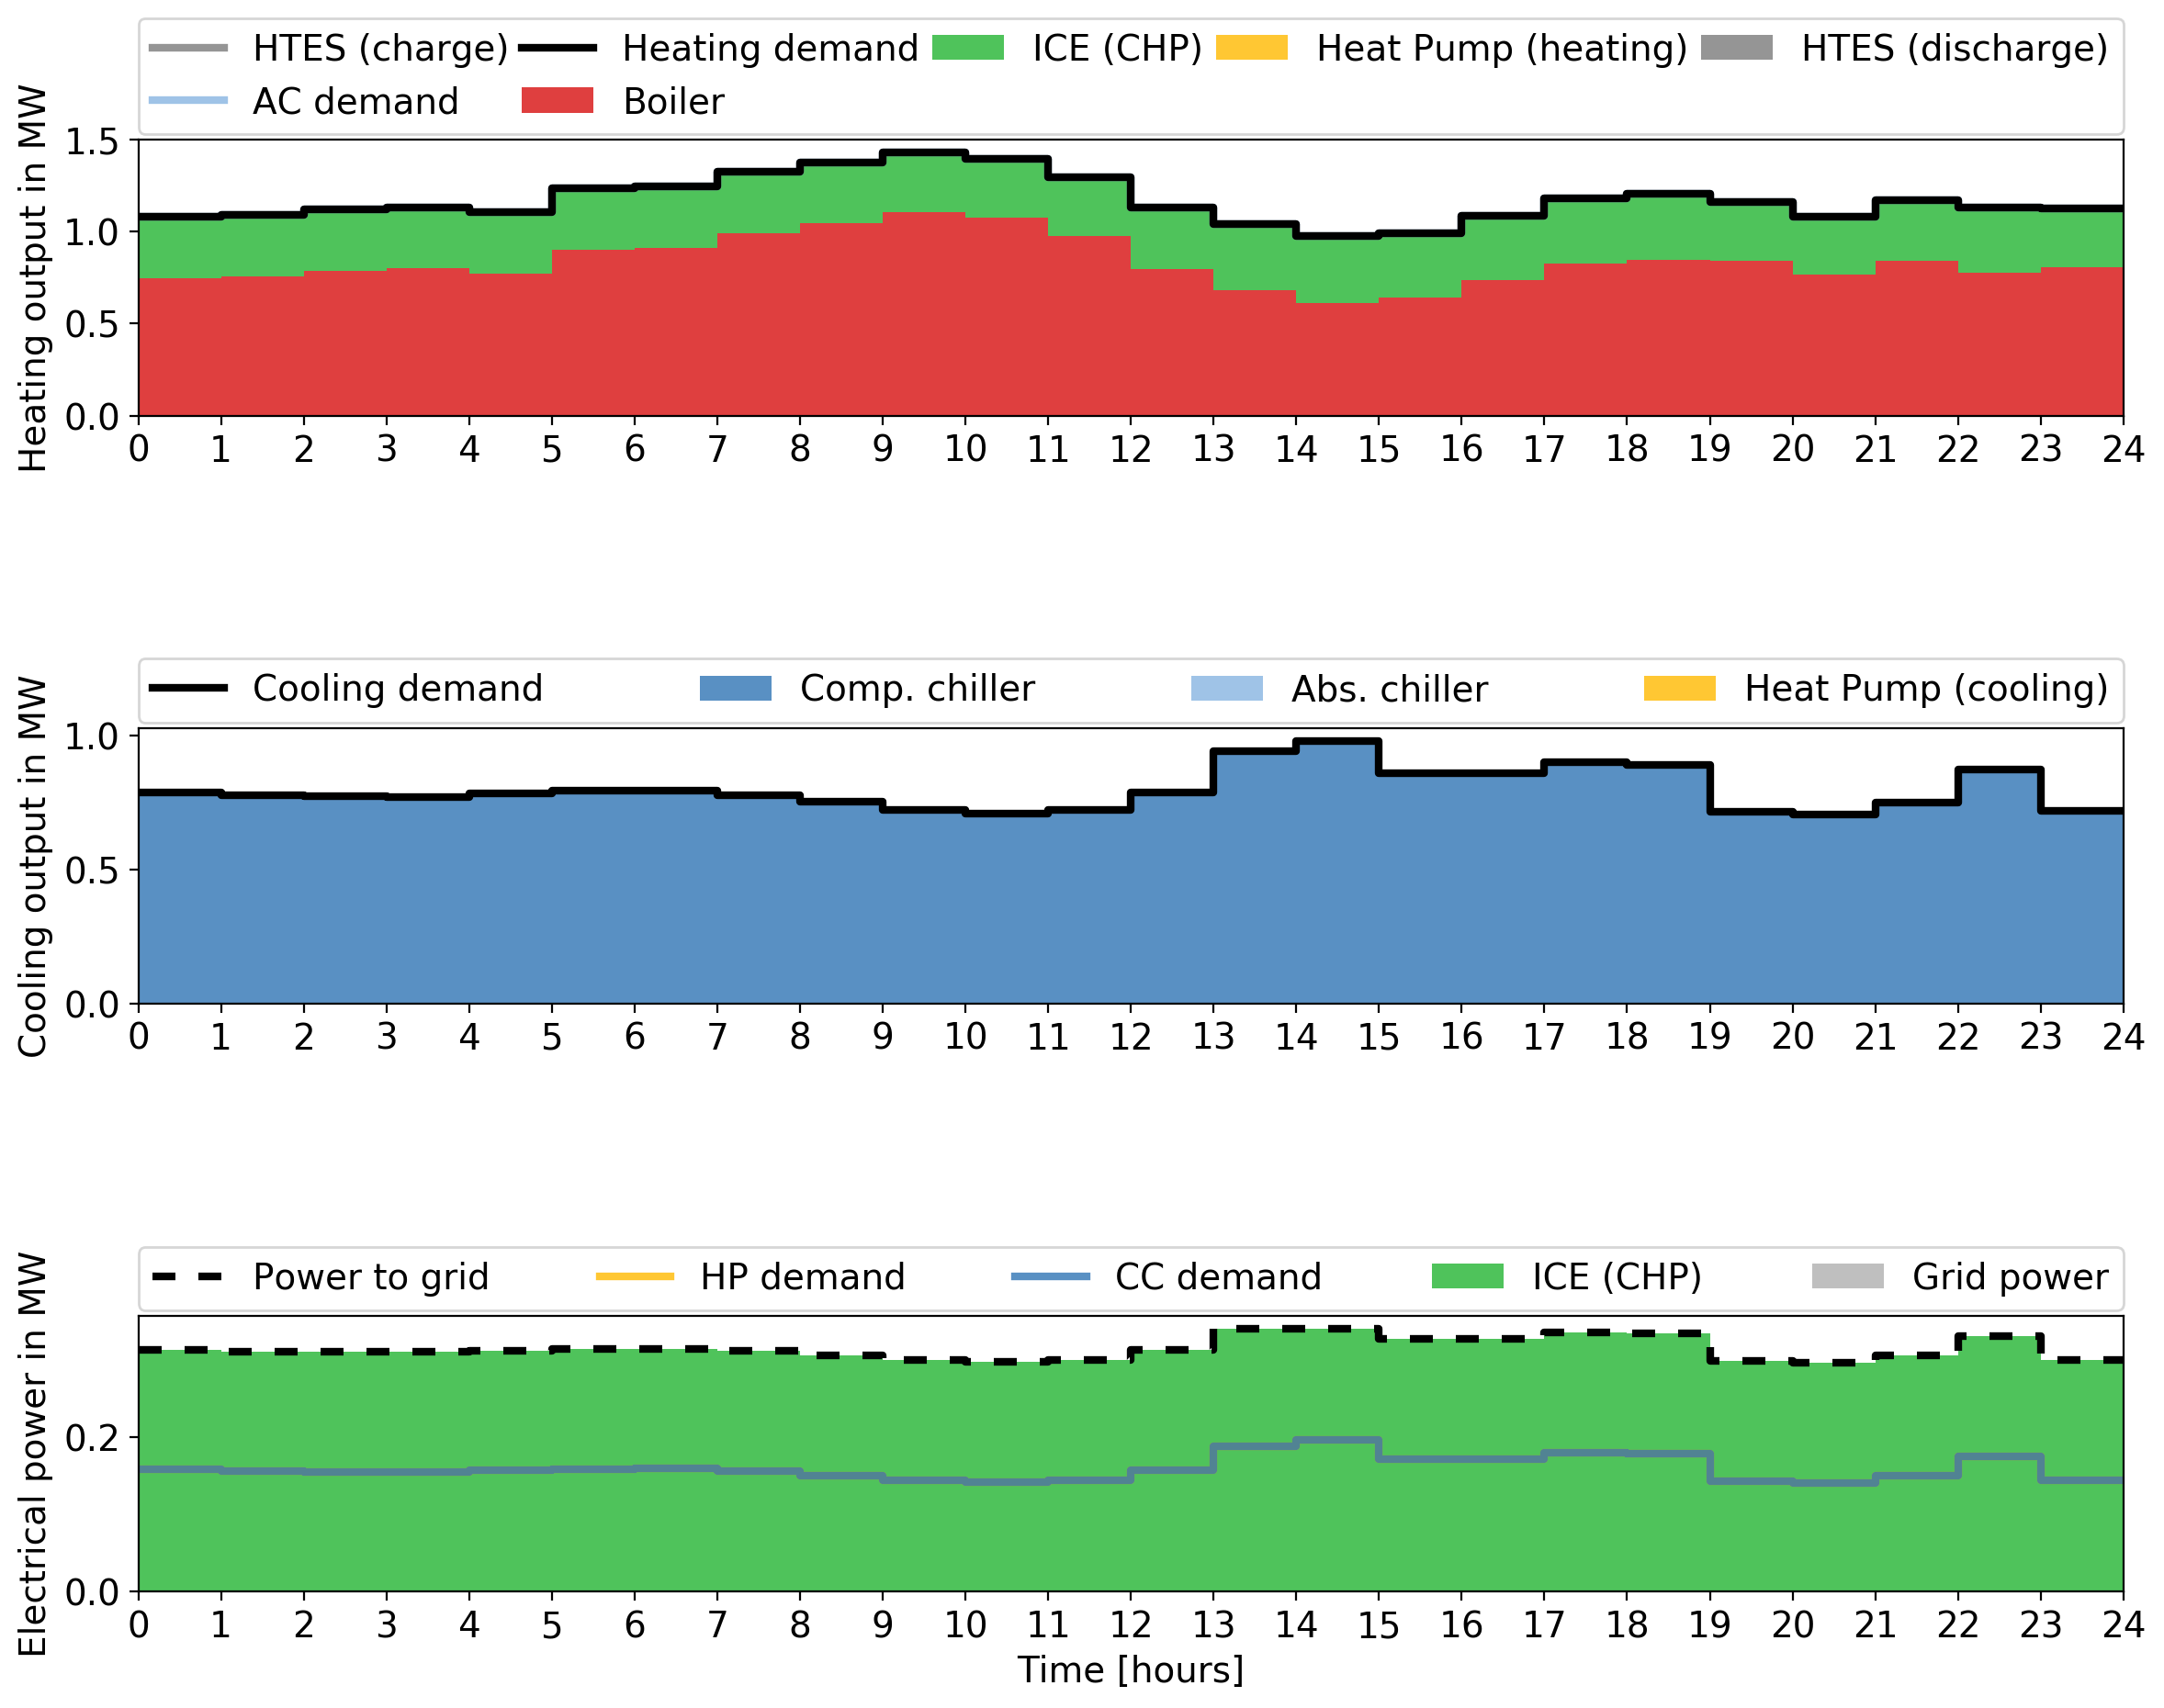 HTES (charge) Heating demand ICE (CHP) Heat Pump (heating) HTES (discharge)
AC demand Boiler
Heating output in MW
1.5
1.0
0.5
0.0
0 1 2 3 4 5 6 7 8 9 10 11 12 13 14 15 16 17 18 19 20 21 22 23 24
Cooling demand Comp. chiller Abs. chiller Heat Pump (cooling)
Cooling output in MW
1.0
0.5
0.0
0 1 2 3 4 5 6 7 8 9 10 11 12 13 14 15 16 17 18 19 20 21 22 23 24
Power to grid HP demand CC demand ICE (CHP) Grid power
Electrical power in MW
0.2
0.0
0 1 2 3 4 5 6 7 8 9 10 11 12 13 14 15 16 17 18 19 20 21 22 23 24
Time [hours]